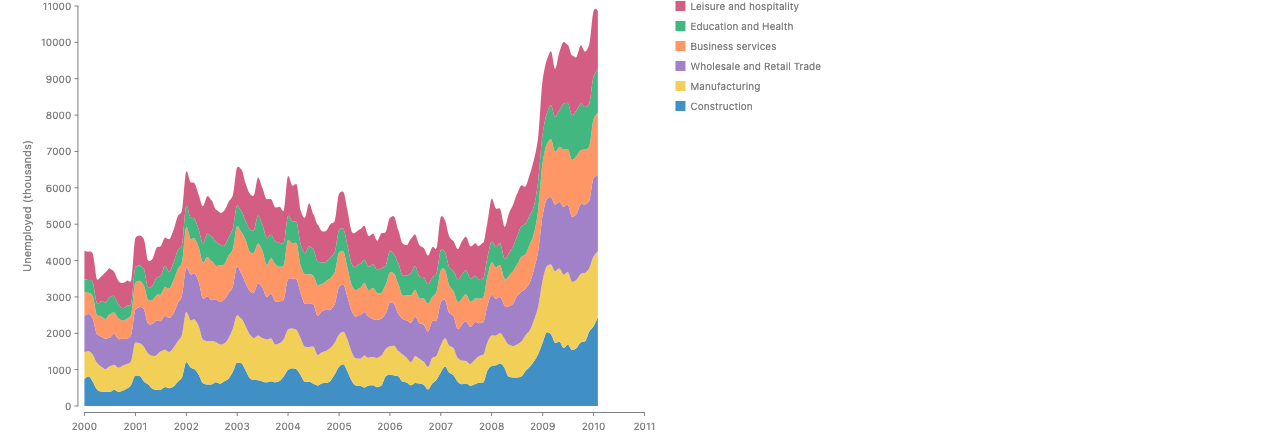 11000
10000
9000
8000
7000
6000
5000
4000
3000
2000
1000
0
Unemployed (thousands)
2000 2001 2002 2003 2004 2005 2006 2007 2008 2009 2010 2011
Leisure and hospitality
Education and Health
Business services
Wholesale and Retail Trade
Manufacturing
Construction